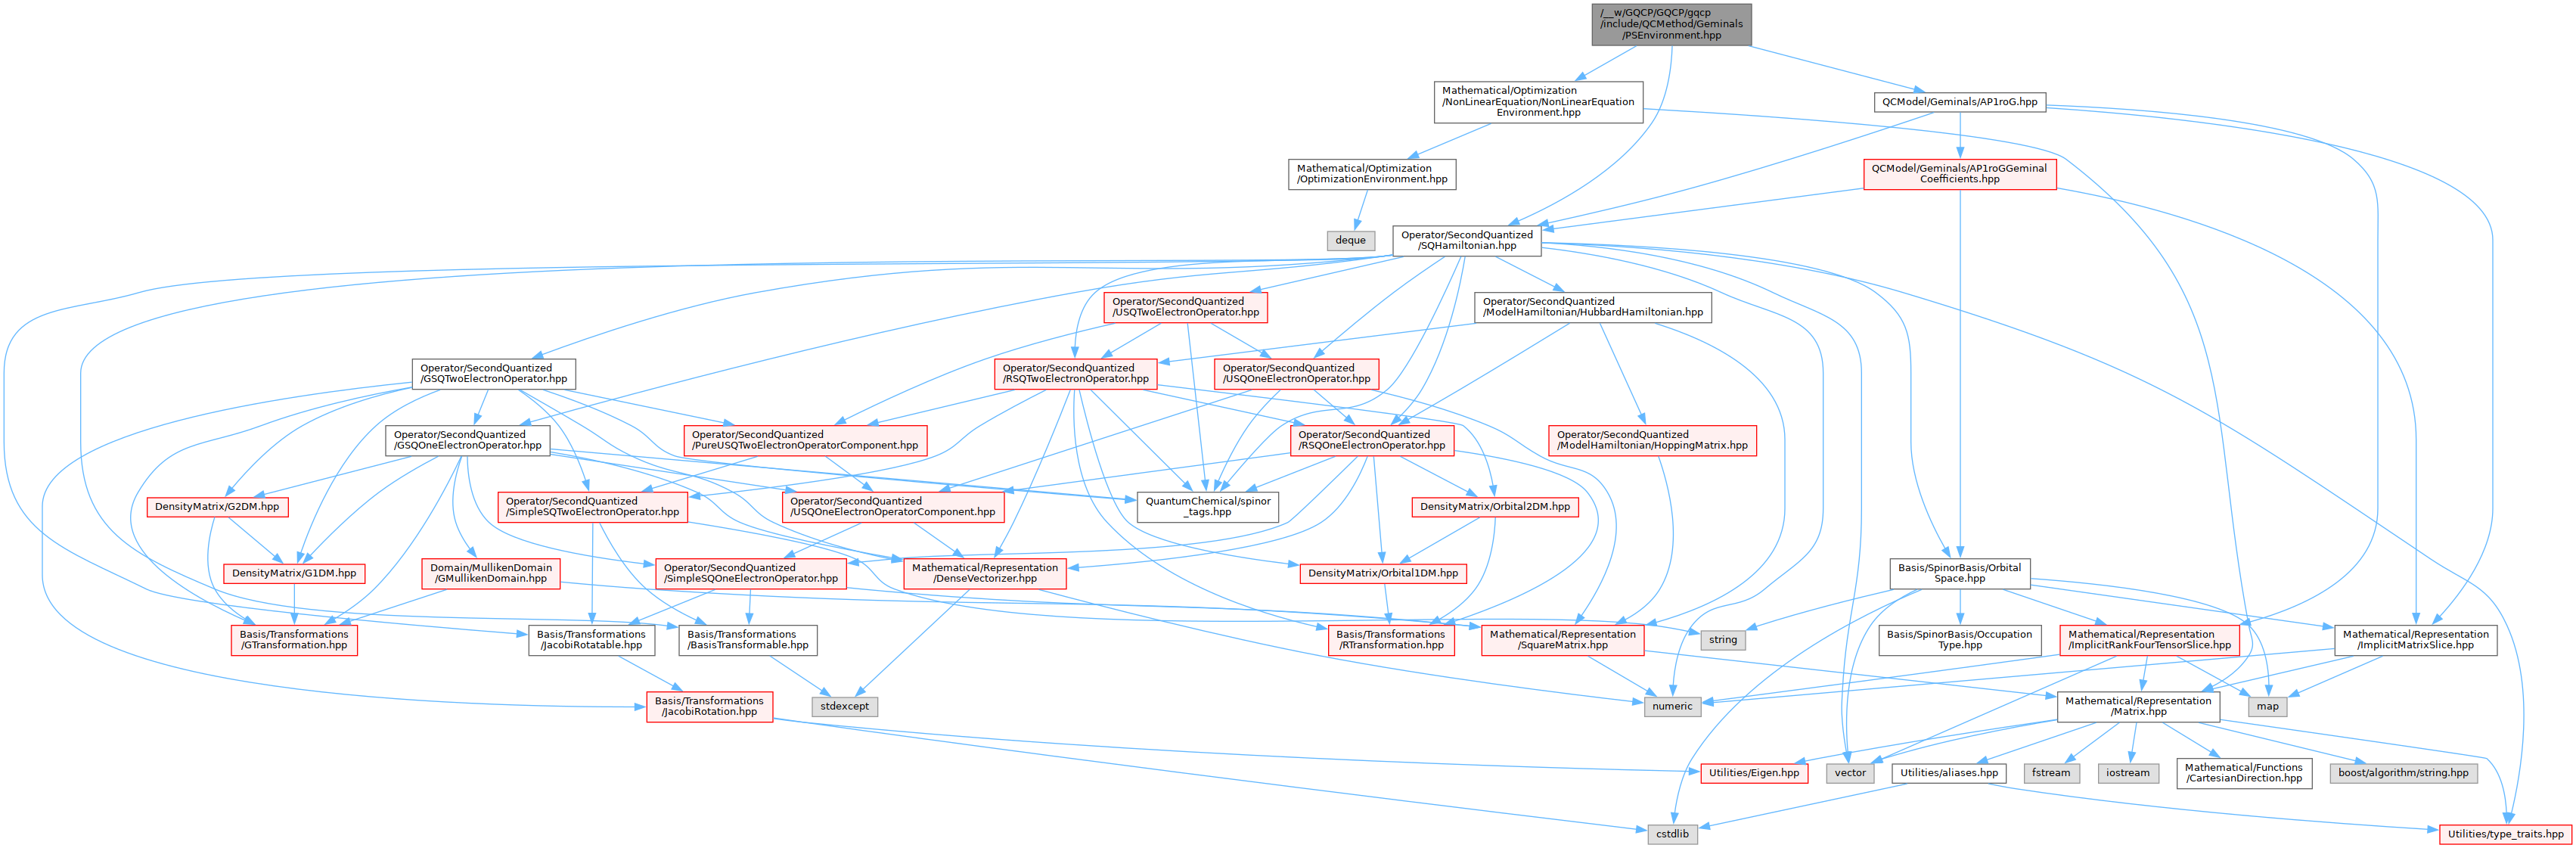 /__w/GQCP/GQCP/gqcp
/include/QCMethod/Geminals
/PSEnvironment.hpp
Mathematical/Optimization
/NonLinearEquation/NonLinearEquation
Environment.hpp
QCModel/Geminals/AP1roG.hpp
Mathematical/Optimization
/OptimizationEnvironment.hpp
QCModel/Geminals/AP1roGGeminal
Coefficients.hpp
deque
Operator/SecondQuantized
/SQHamiltonian.hpp
Operator/SecondQuantized
/USQTwoElectronOperator.hpp
Operator/SecondQuantized
/ModelHamiltonian/HubbardHamiltonian.hpp
Operator/SecondQuantized
/GSQTwoElectronOperator.hpp
Operator/SecondQuantized
/RSQTwoElectronOperator.hpp
Operator/SecondQuantized
/USQOneElectronOperator.hpp
Operator/SecondQuantized
/GSQOneElectronOperator.hpp
Operator/SecondQuantized
/PureUSQTwoElectronOperatorComponent.hpp
Operator/SecondQuantized
/RSQOneElectronOperator.hpp
Operator/SecondQuantized
/ModelHamiltonian/HoppingMatrix.hpp
DensityMatrix/G2DM.hpp
Operator/SecondQuantized
/SimpleSQTwoElectronOperator.hpp
Operator/SecondQuantized
/USQOneElectronOperatorComponent.hpp
QuantumChemical/spinor
_tags.hpp
DensityMatrix/Orbital2DM.hpp
DensityMatrix/G1DM.hpp
Domain/MullikenDomain
/GMullikenDomain.hpp
Operator/SecondQuantized
/SimpleSQOneElectronOperator.hpp
Mathematical/Representation
/DenseVectorizer.hpp
DensityMatrix/Orbital1DM.hpp
Basis/SpinorBasis/Orbital
Space.hpp
Basis/Transformations
/GTransformation.hpp
Basis/Transformations
/JacobiRotatable.hpp
Basis/Transformations
/BasisTransformable.hpp
Basis/Transformations
/RTransformation.hpp
Mathematical/Representation
/SquareMatrix.hpp
string
Basis/SpinorBasis/Occupation
Type.hpp
Mathematical/Representation
/ImplicitRankFourTensorSlice.hpp
Mathematical/Representation
/ImplicitMatrixSlice.hpp
Basis/Transformations
/JacobiRotation.hpp
stdexcept
numeric
Mathematical/Representation
/Matrix.hpp
map
Utilities/Eigen.hpp
vector
Utilities/aliases.hpp
fstream
iostream
Mathematical/Functions
/CartesianDirection.hpp
boost/algorithm/string.hpp
cstdlib
Utilities/type_traits.hpp